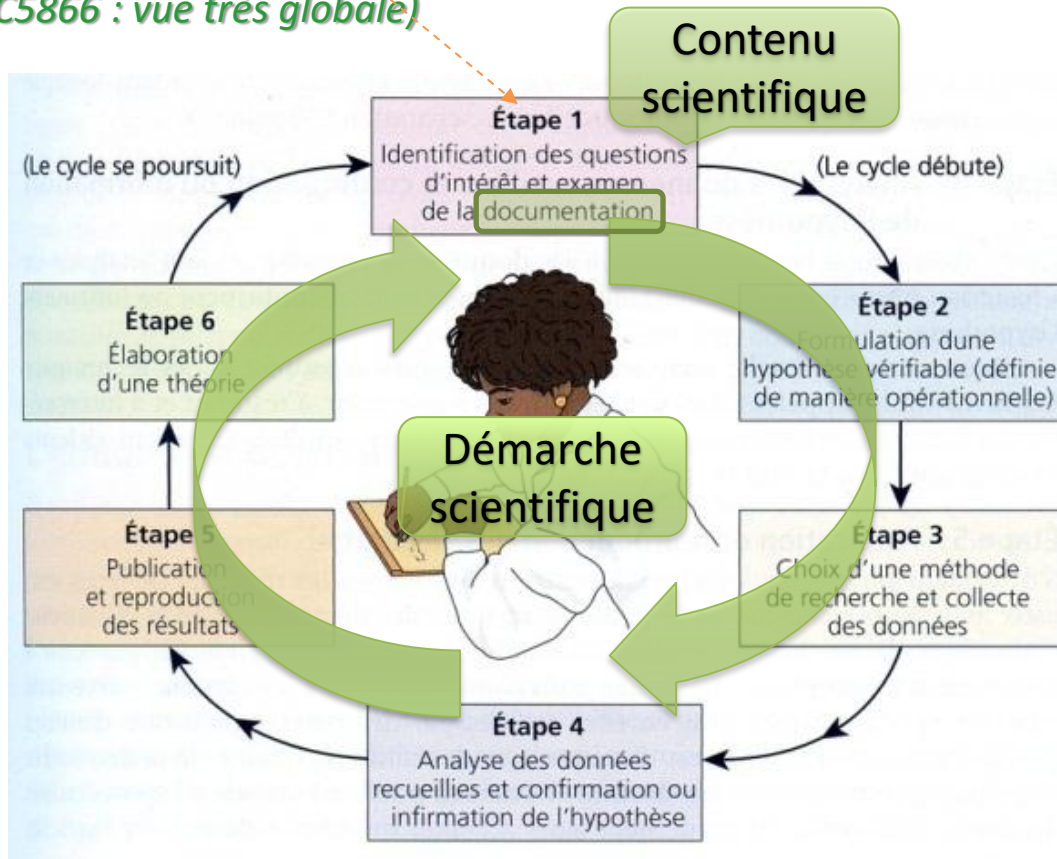 C5866 : vue très globale)
Contenu
scientifique
Étape 1
Identification des questions
d'intérêt et examen
de la documentation
(Le cycle se poursuit)
(Le cycle débute)
Étape 2
Formulation dune
hypothèse vérifiable (définie
de manière opérationnelle)
Étape 6
Élaboration
d'une théorie
Démarche
scientifique
Étape 3
Choix d'une méthode
de recherche et collecte
des données
Étape 5
Publication
et reproduction
des résultats
Étape 4
Analyse des données
recueillies et confirmation ou
infirmation de l'hypothèse